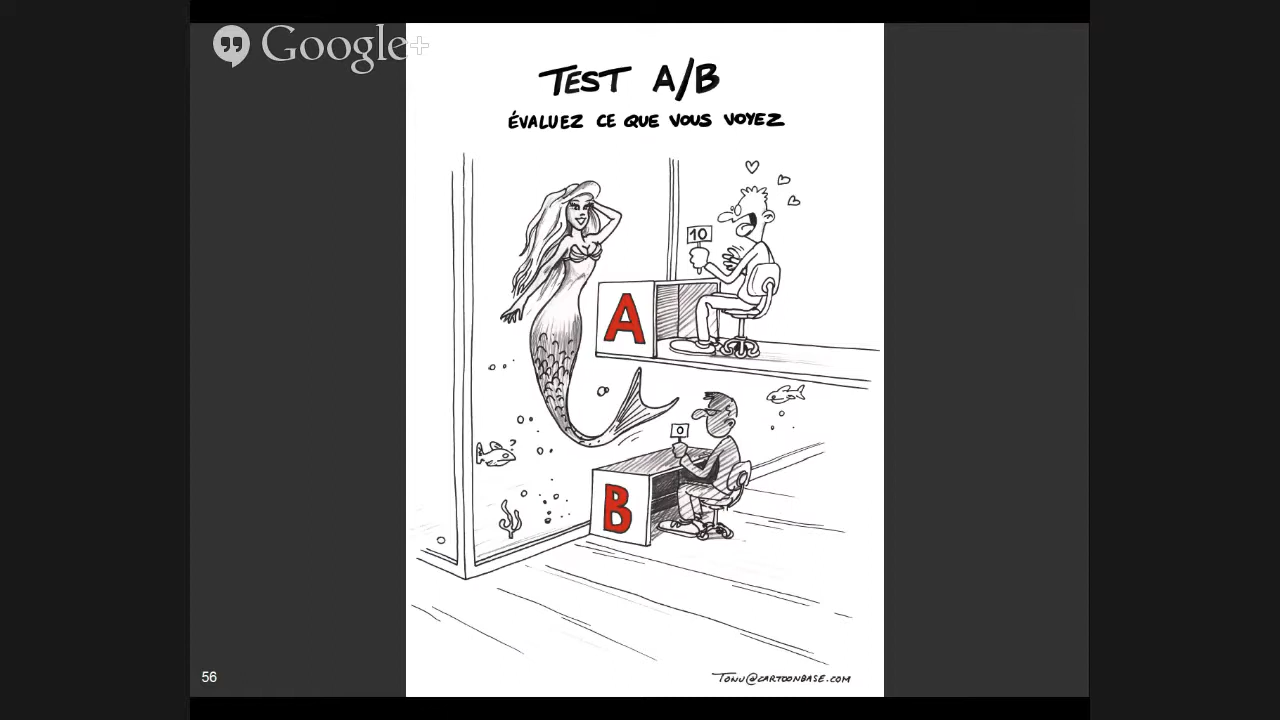 Google+
TEST A/B
ÉVALUEZ CE QUE VOUS VOYEZ
10
A
0
B
?
56
TONU@CARTOONBASE.COM